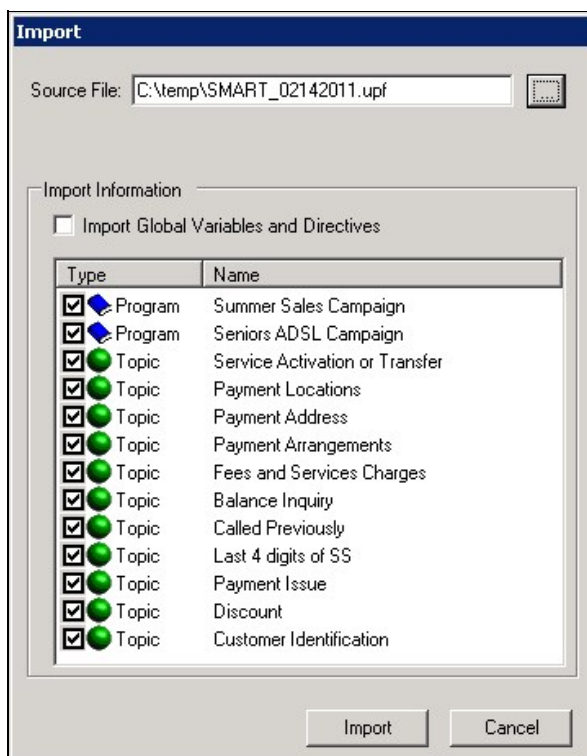 Import
Source File: C:\temp\SMART_02142011.upf ...
Import Information
Import Global Variables and Directives
Type Name
Program Summer Sales Campaign
Program Seniors ADSL Campaign
Topic Service Activation or Transfer
Topic Payment Locations
Topic Payment Address
Topic Payment Arrangements
Topic Fees and Services Charges
Topic Balance Inquiry
Topic Called Previously
Topic Last 4 digits of SS
Topic Payment Issue
Topic Discount
Topic Customer Identification
Import Cancel